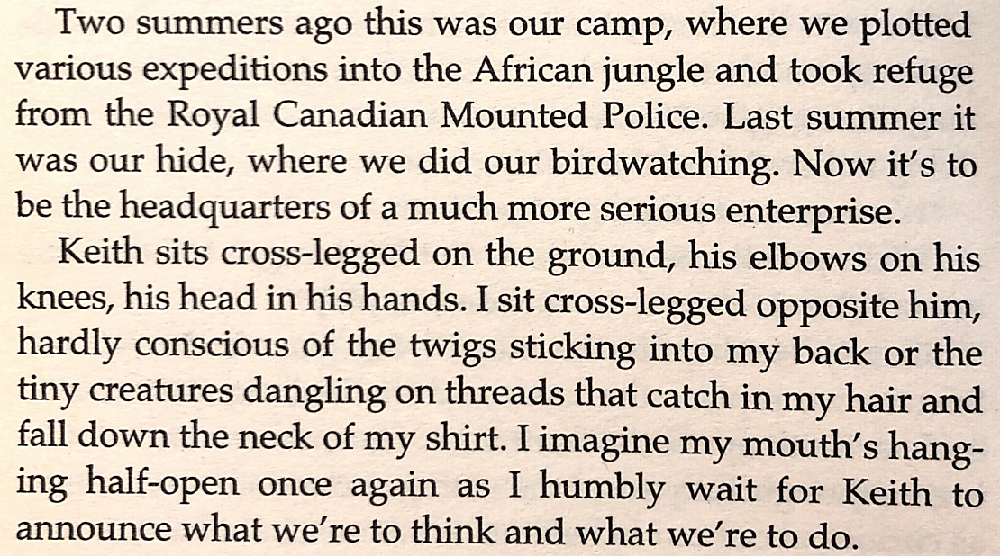 Two summers ago this was our camp, where we plotted
various expeditions into the African jungle and took refuge
from the Royal Canadian Mounted Police. Last summer it
was our hide, where we did our birdwatching. Now it's to
be the headquarters of a much more serious enterprise.
Keith sits cross-legged on the ground, his elbows on his
knees, his head in his hands. I sit cross-legged opposite him,
hardly conscious of the twigs sticking into my back or the
tiny creatures dangling on threads that catch in my hair and
fall down the neck of my shirt. I imagine my mouth's hang-
ing half-open once again as I humbly wait for Keith to
announce what we're to think and what we're to do.